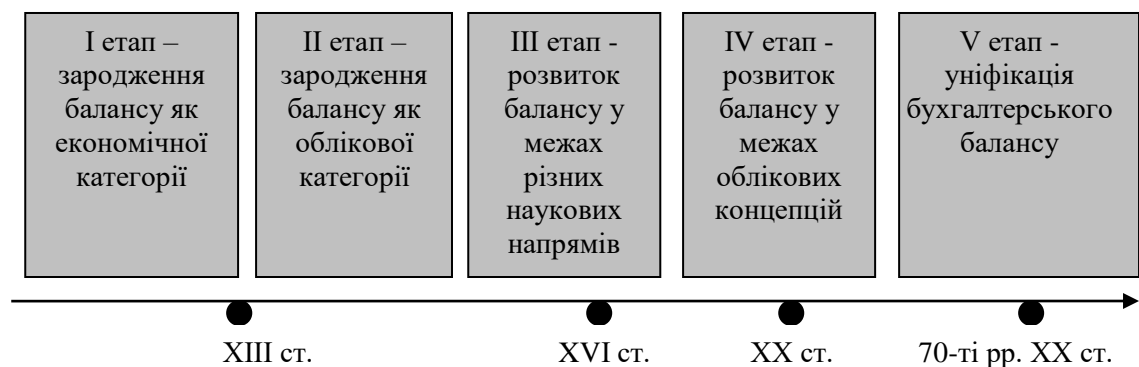 І етап –
зародження
балансу як
економічної
категорії
ІІ етап –
зародження
балансу як
облікової
категорії
ІІІ етап -
розвиток
балансу у
межах
різних
наукових
напрямів
IV етап -
розвиток
балансу у
межах
облікових
концепцій
V етап -
уніфікація
бухгалтерського
балансу
XIII ст.
XVI ст.
XX ст.
70-ті рр. XX ст.